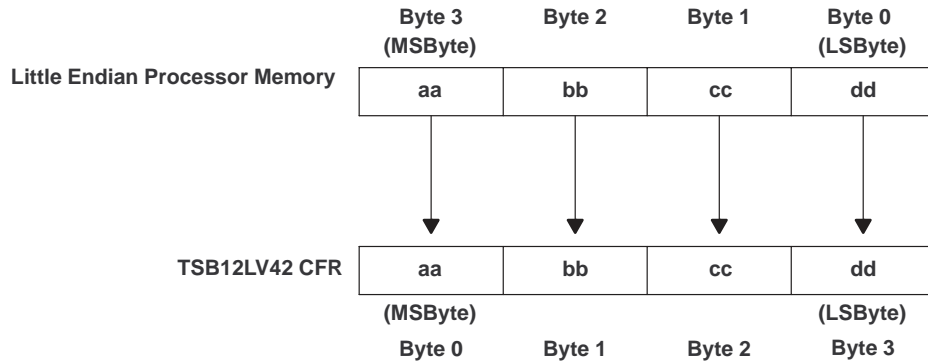 Byte 3 Byte 2 Byte 1 Byte 0
(MSByte) (LSByte)
Little Endian Processor Memory
aa bb cc dd
TSB12LV42 CFR aa bb cc dd
(MSByte) (LSByte)
Byte 0 Byte 1 Byte 2 Byte 3